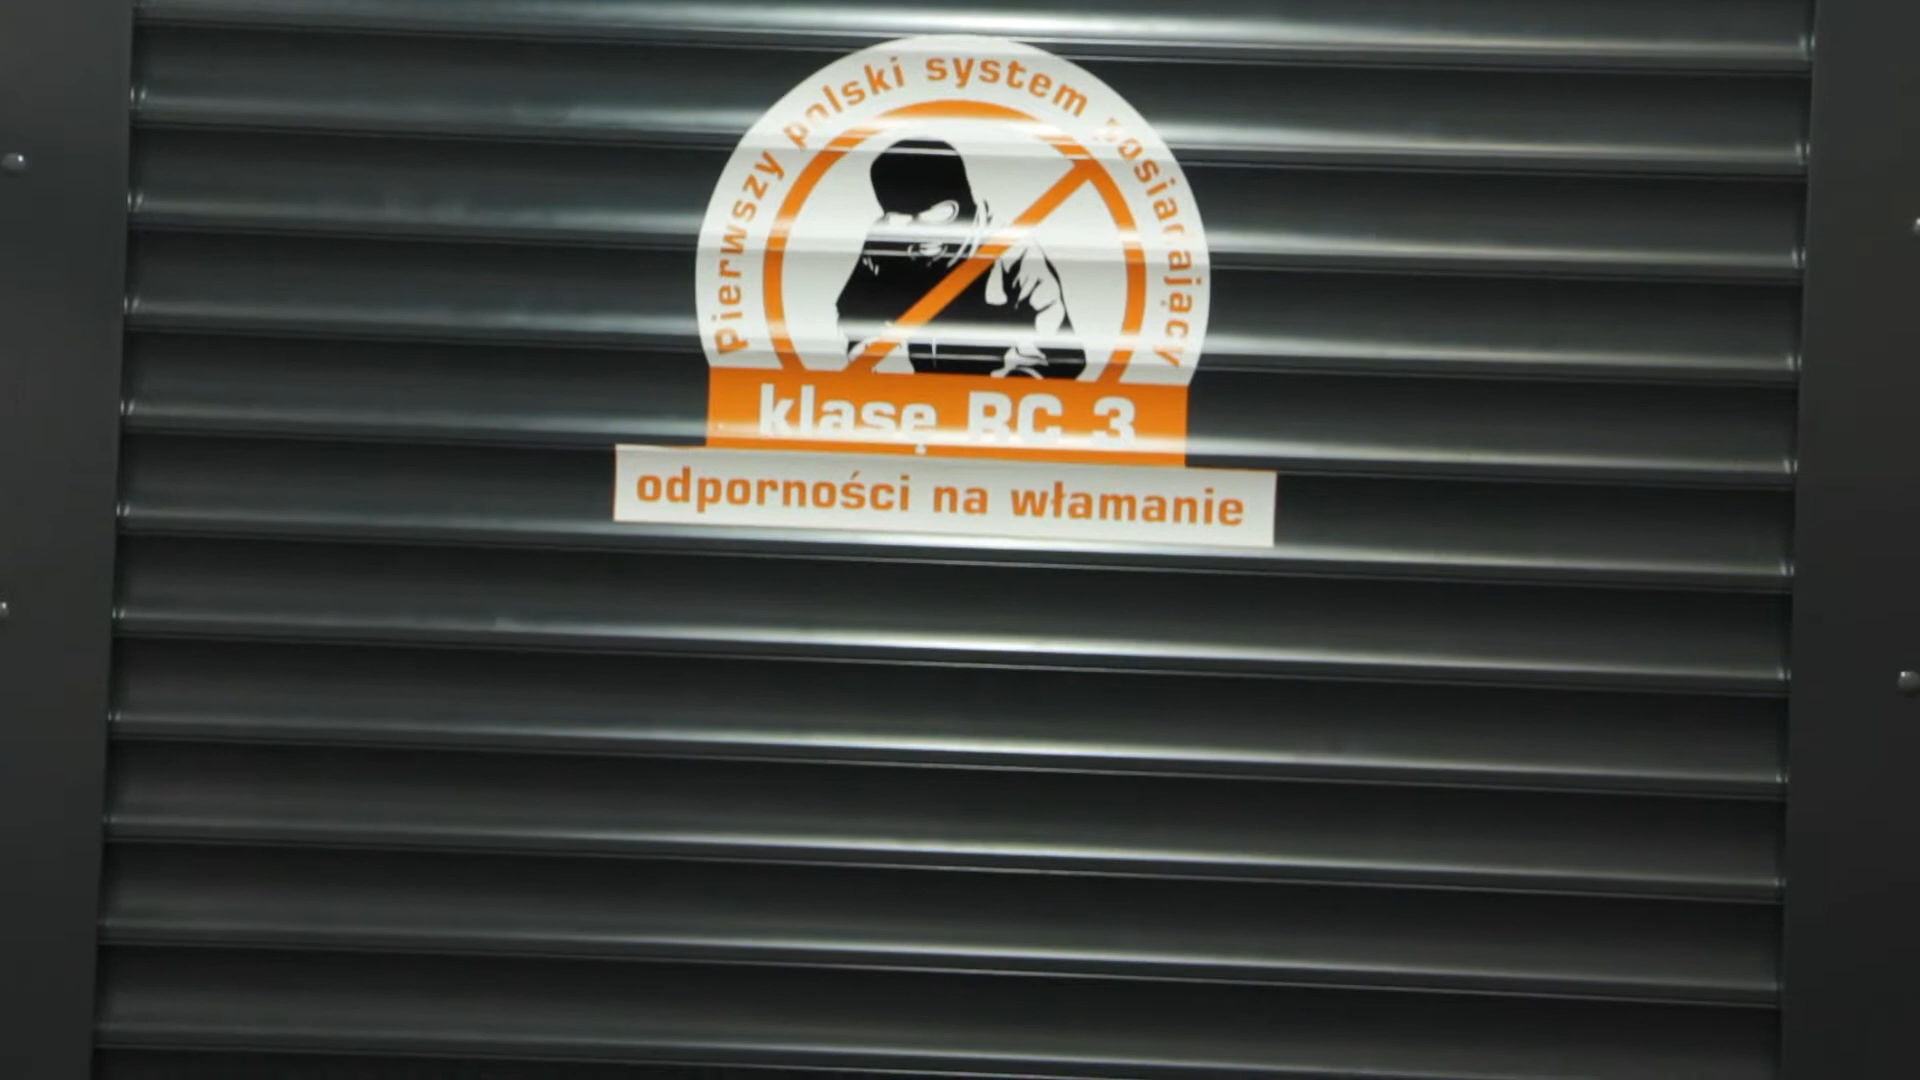 Pierwszy polski system posiadający
klasę RC 3
odporności na włamanie